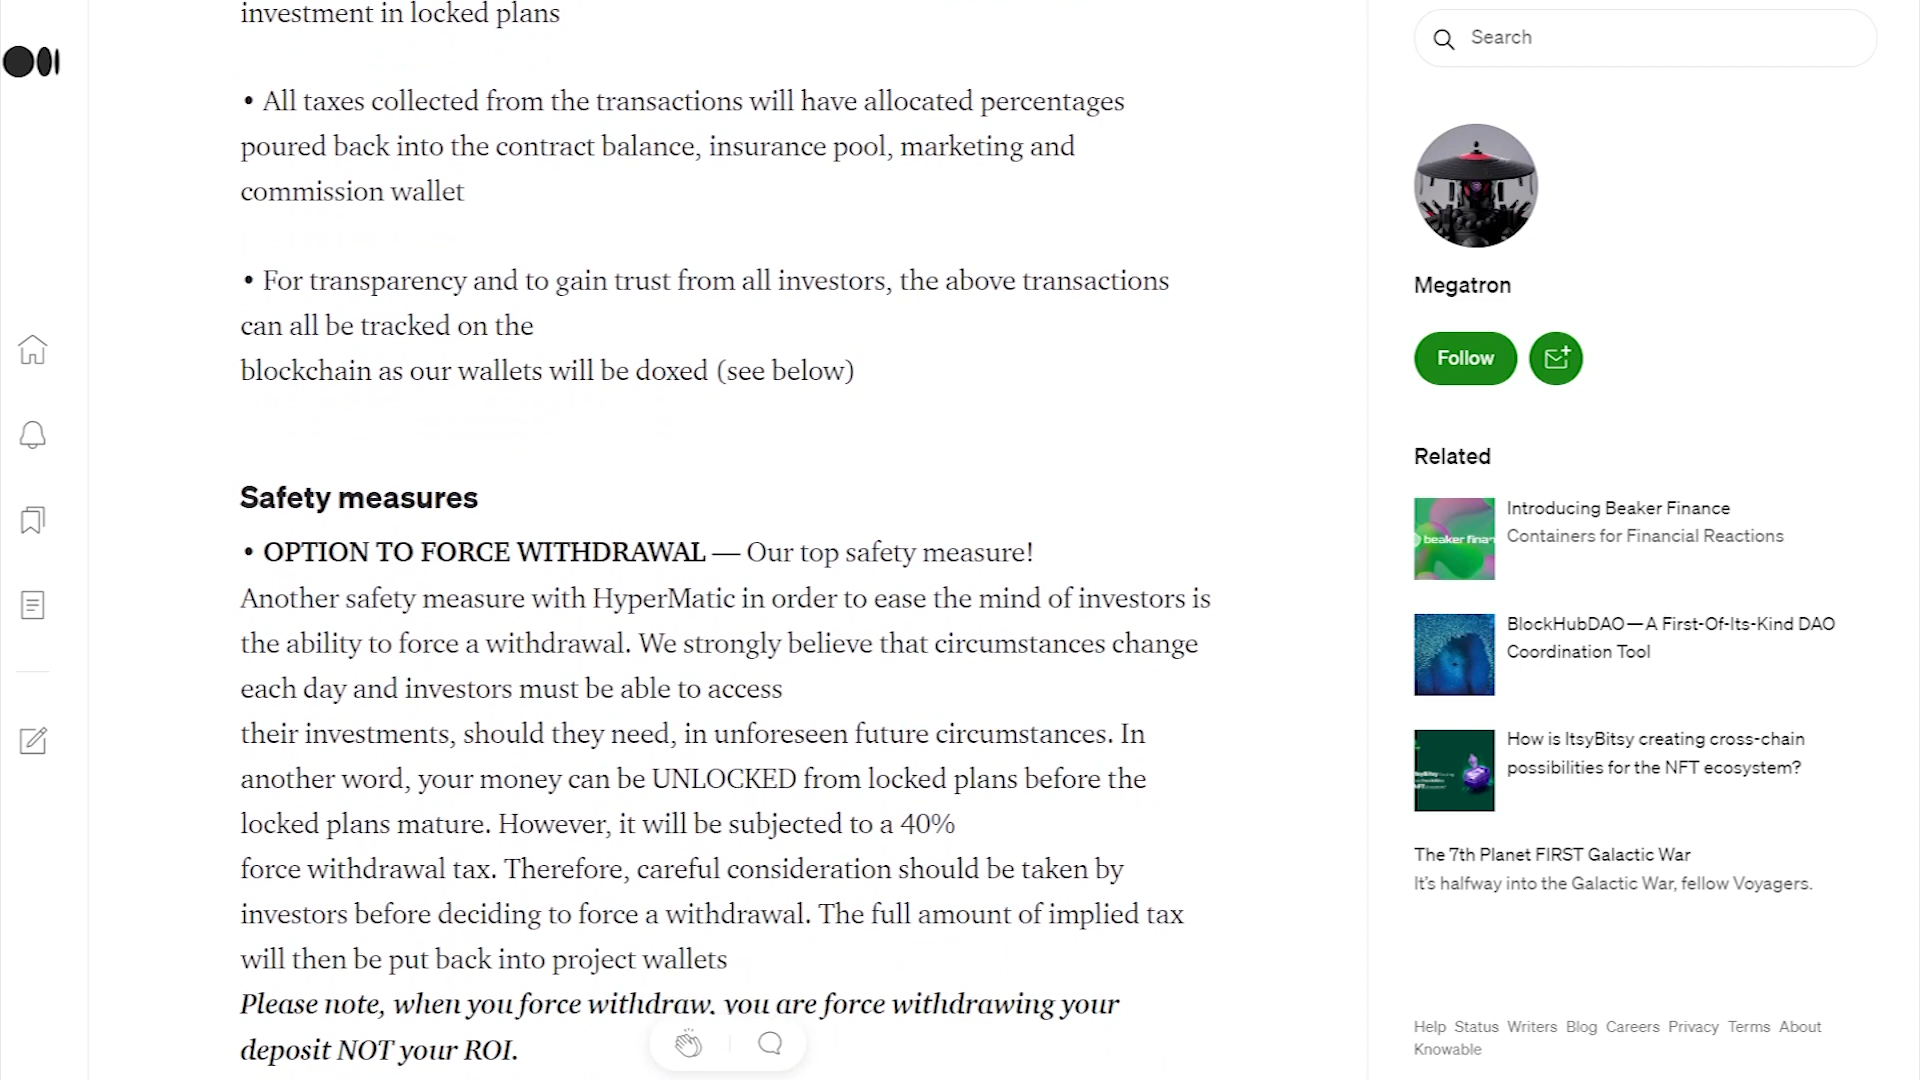 investment in locked plans
• All taxes collected from the transactions will have allocated percentages
poured back into the contract balance, insurance pool, marketing and
commission wallet
• For transparency and to gain trust from all investors, the above transactions
can all be tracked on the
blockchain as our wallets will be doxed (see below)
Safety measures
• OPTION TO FORCE WITHDRAWAL — Our top safety measure!
Another safety measure with HyperMatic in order to ease the mind of investors is
the ability to force a withdrawal. We strongly believe that circumstances change
each day and investors must be able to access
their investments, should they need, in unforeseen future circumstances. In
another word, your money can be UNLOCKED from locked plans before the
locked plans mature. However, it will be subjected to a 40%
force withdrawal tax. Therefore, careful consideration should be taken by
investors before deciding to force a withdrawal. The full amount of implied tax
will then be put back into project wallets
Please note, when you force withdraw, you are force withdrawing your
deposit NOT your ROI.
Search
Megatron
Follow
Related
beaker finan
Introducing Beaker Finance
Containers for Financial Reactions
BlockHubDAO — A First-Of-Its-Kind DAO
Coordination Tool
How is ItsyBitsy creating cross-chain
possibilities for the NFT ecosystem?
The 7th Planet FIRST Galactic War
It's halfway into the Galactic War, fellow Voyagers.
Help Status Writers Blog Careers Privacy Terms About
Knowable